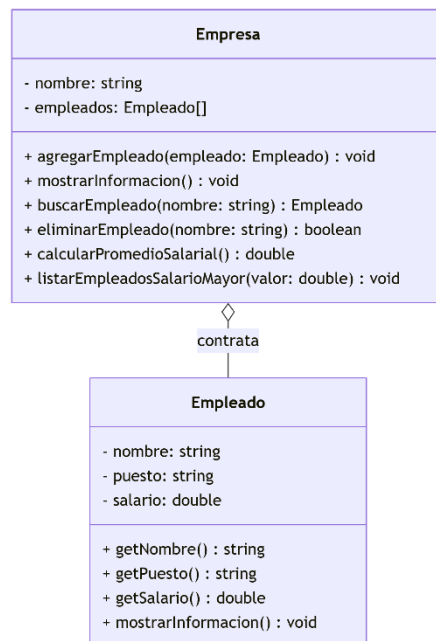 Empresa
- nombre: string
- empleados: Empleado[]
+ agregarEmpleado(empleado: Empleado) : void
+ mostrarInformacion() : void
+ buscarEmpleado(nombre: string) : Empleado
+ eliminarEmpleado(nombre: string) : boolean
+ calcularPromedioSalarial() : double
+ listarEmpleadosSalarioMayor(valor: double) : void
contrata
Empleado
- nombre: string
- puesto: string
- salario: double
+ getNombre() : string
+ getPuesto() : string
+ getSalario() : double
+ mostrarInformacion() : void